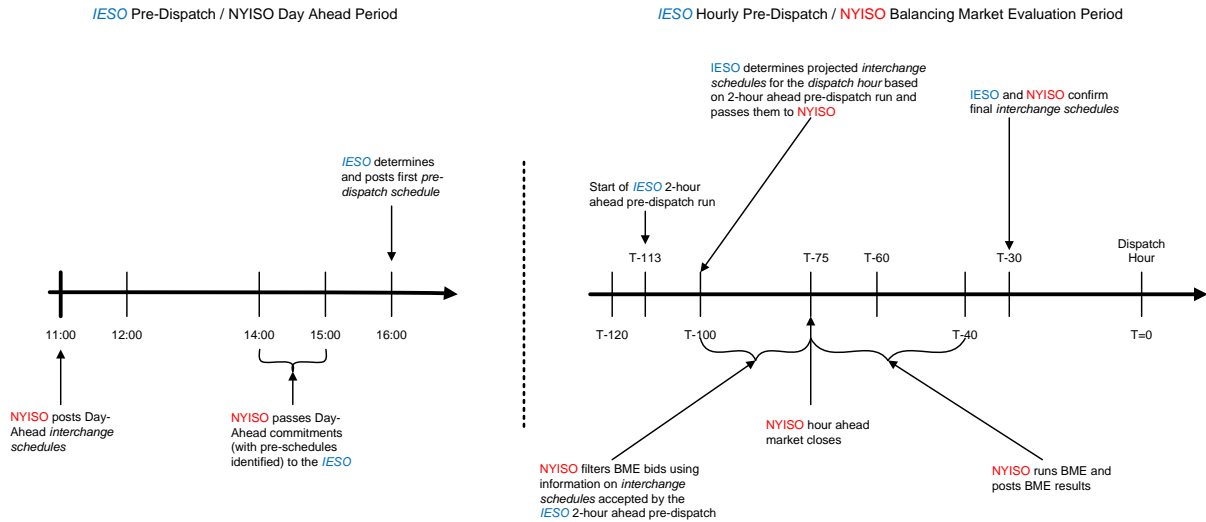 IESO Pre-Dispatch / NYISO Day Ahead Period
IESO Hourly Pre-Dispatch / NYISO Balancing Market Evaluation Period
IESO determines
and posts first pre-
dispatch schedule
11:00
12:00
14:00
15:00
16:00
NYISO posts Day-
Ahead interchange
schedules
NYISO passes Day-
Ahead commitments
(with pre-schedules
identified) to the IESO
IESO determines projected interchange
schedules for the dispatch hour based
on 2-hour ahead pre-dispatch run and
passes them to NYISO
IESO and NYISO confirm
final interchange schedules
Start of IESO 2-hour
ahead pre-dispatch run
T-113
T-75
T-60
T-30
Dispatch
Hour
T-120
T-100
T-40
T=0
NYISO hour ahead
market closes
NYISO filters BME bids using
information on interchange
schedules accepted by the
IESO 2-hour ahead pre-dispatch
NYISO runs BME and
posts BME results